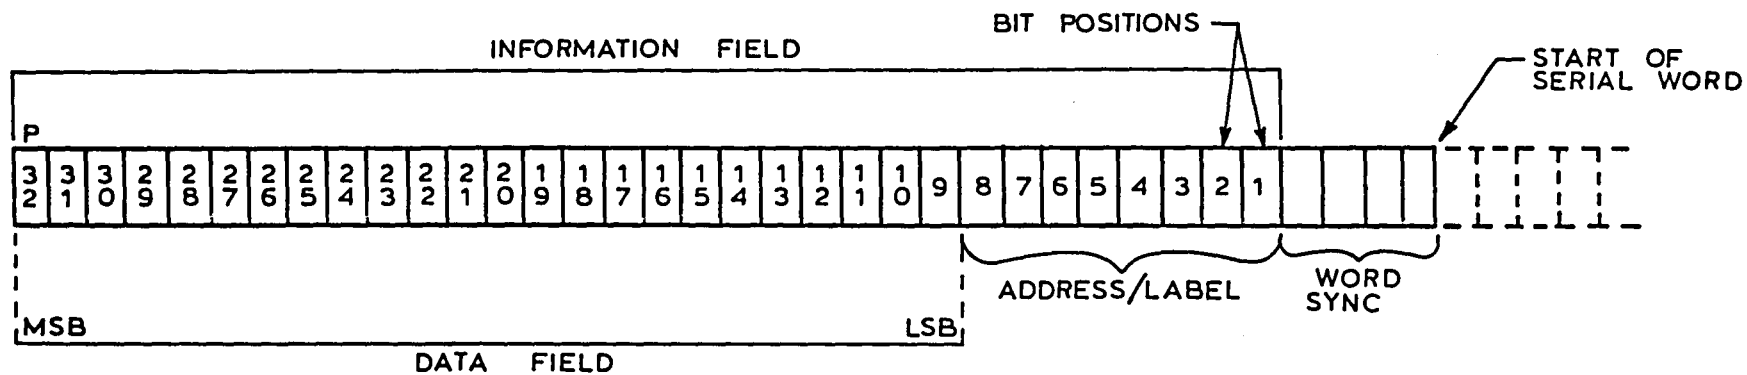 BIT POSITIONS
INFORMATION FIELD
START OF
SERIAL WORD
P
32 31 30 29 28 27 26 25 24 23 22 21 20 19 18 17 16 15 14 13 12 11 10 9 8 7 6 5 4 3 2 1
ADDRESS/LABEL
WORD
SYNC
MSB
LSB
DATA FIELD